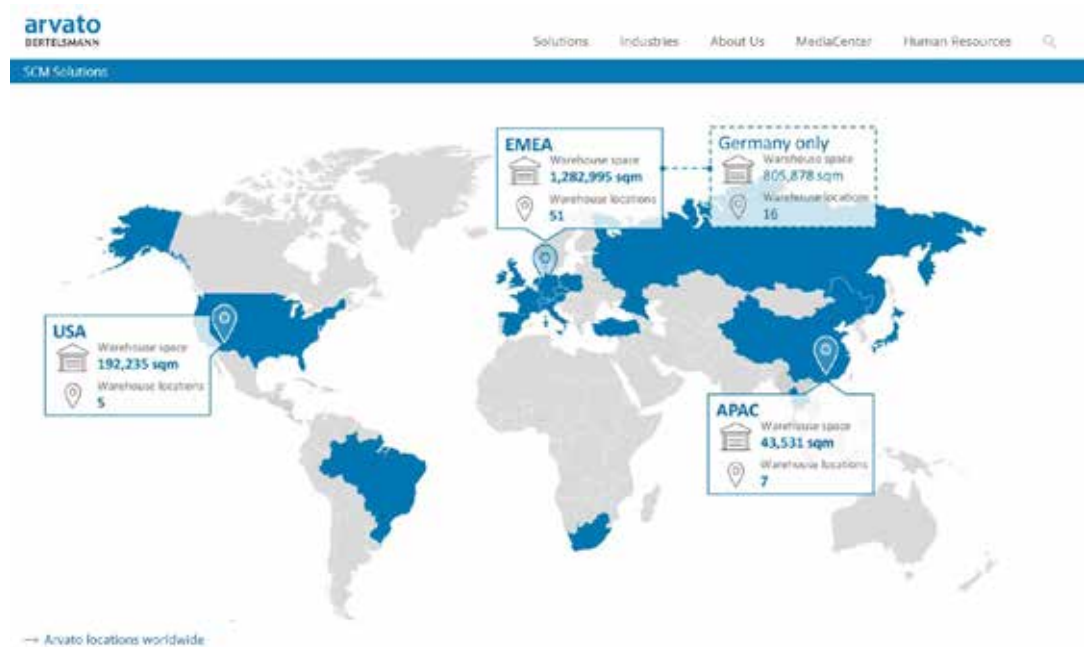 arvato
BERTELSMANN
Solutions Industries About Us MediaCenter Human Resources
SCM Solutions
EMEA
Warehouse space
1,282,995 sqm
Warehouse locations
51
Germany only
Warehouse space
805,878 sqm
Warehouse locations
16
USA
Warehouse space
192,235 sqm
Warehouse locations
5
APAC
Warehouse space
43,531 sqm
Warehouse locations
7
→ Arvato locations worldwide